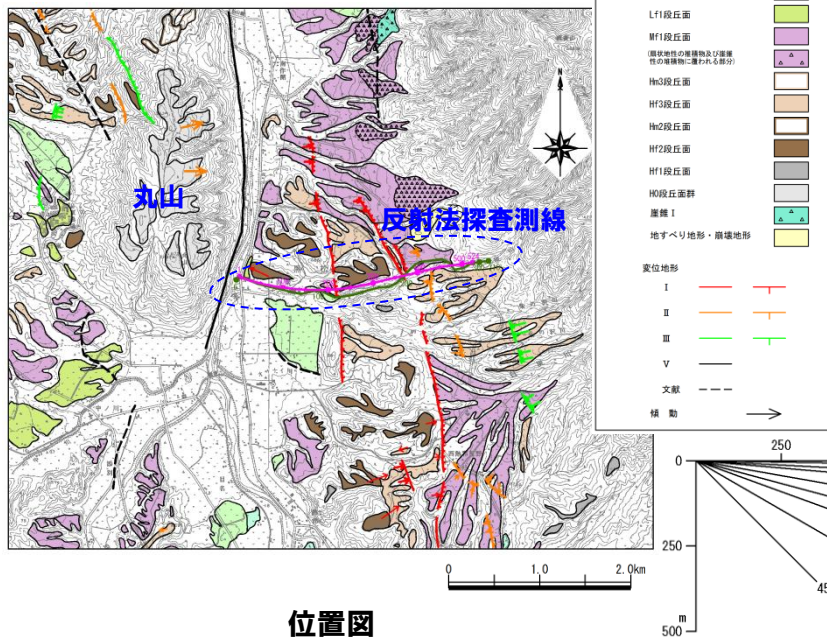 丸山
反射法探査測線
N
Lf1段丘面
Mf1段丘面
(扇状地性の堆積物及び崖錐
性の堆積物に覆われる部分)
Hm3段丘面
Hf3段丘面
Hm2段丘面
Hf2段丘面
Hf1段丘面
H0段丘面群
崖錐Ⅰ
地すべり地形・崩壊地形
変位地形
Ⅰ
Ⅱ
Ⅲ
Ⅴ
文献
傾動
0 1.0 2.0km
位置図
250
0
250
m
500
45